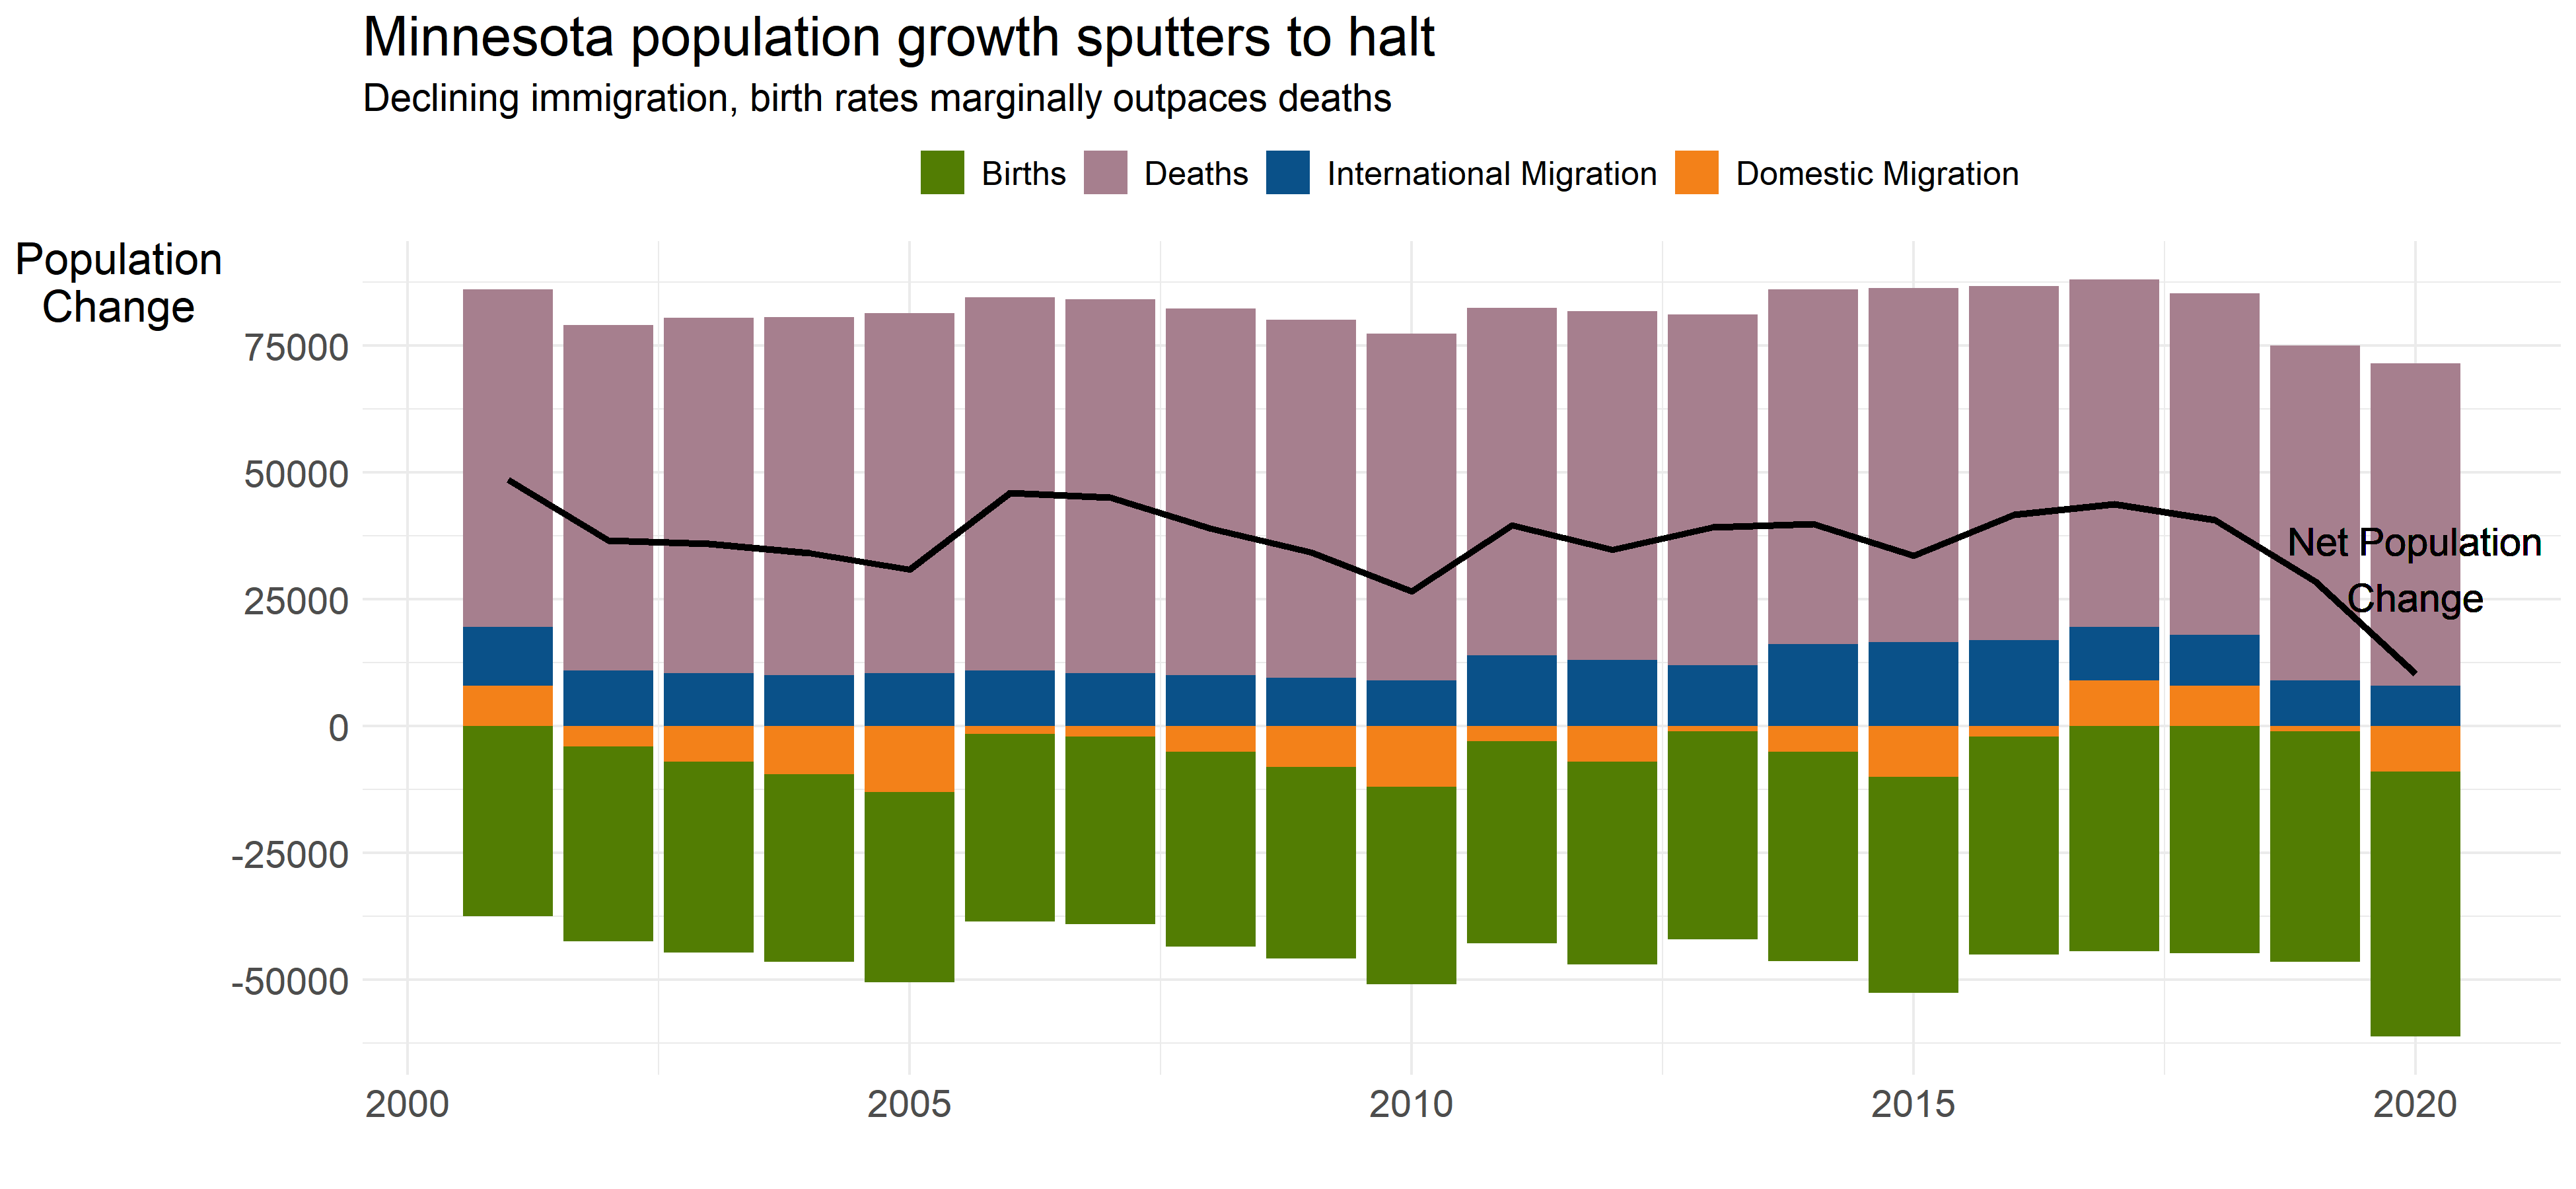 Minnesota population growth sputters to halt
Declining immigration, birth rates marginally outpaces deaths
Births Deaths International Migration Domestic Migration
Population
Change
75000
50000
25000
0
-25000
-50000
Net Population
Change
2000 2005 2010 2015 2020